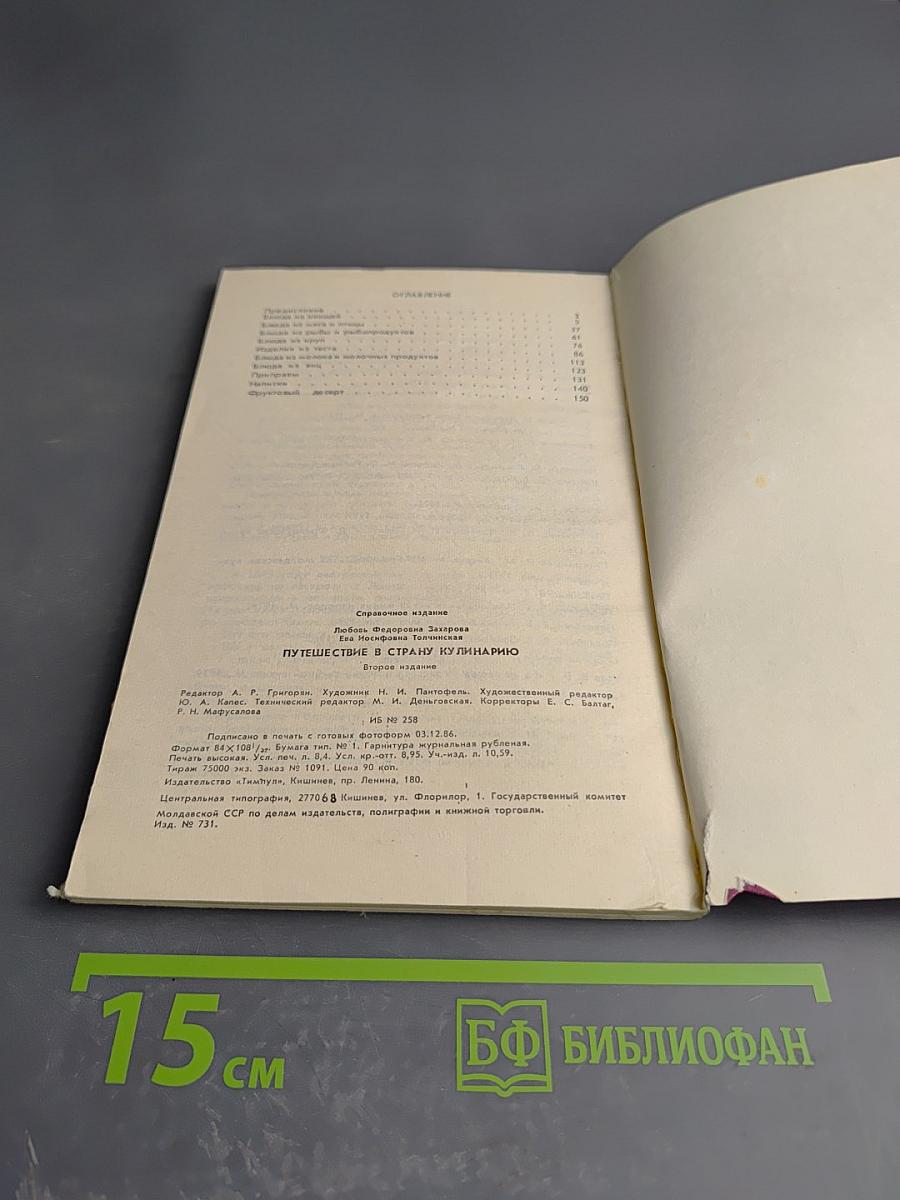 ОГЛАВЛЕНИЕ
Предисловие 3
Блюда из овощей 5
Блюда из мяса и птицы 37
Блюда из рыбы и рыбопродуктов 61
Блюда из круп 76
Изделия из теста 86
Блюда из молока и молочных продуктов 113
Блюда из яиц 123
Приправы 131
Напитки 140
Фруктовый десерт 150
Справочное издание
Любовь Федоровна Захарова
Ева Иосифовна Толчинская
ПУТЕШЕСТВИЕ В СТРАНУ КУЛИНАРИЮ
Второе издание
Редактор А. Р. Григорян. Художник Н. И. Пантофель. Художественный редактор
Ю. А. Капес. Технический редактор М. И. Деньговская. Корректоры Е. С. Балтаг,
Р. Н. Мафусалова
ИБ № 258
Подписано в печать с готовых фотоформ 03.12.86.
Формат 84×108¹/₃₂. Бумага тип. № 1. Гарнитура журнальная рубленая.
Печать высокая. Усл. печ. л. 8,4. Усл. кр.-отт. 8,95. Уч.-изд. л. 10,59.
Тираж 75000 экз. Заказ № 1091. Цена 90 коп.
Издательство «Тимпул», Кишинев, пр. Ленина, 180.
Центральная типография, 277068 Кишинев, ул. Флорилор, 1. Государственный комитет
Молдавской ССР по делам издательств, полиграфии и книжной торговли.
Изд. № 731.
15 см
БФ БИБЛИОФАН